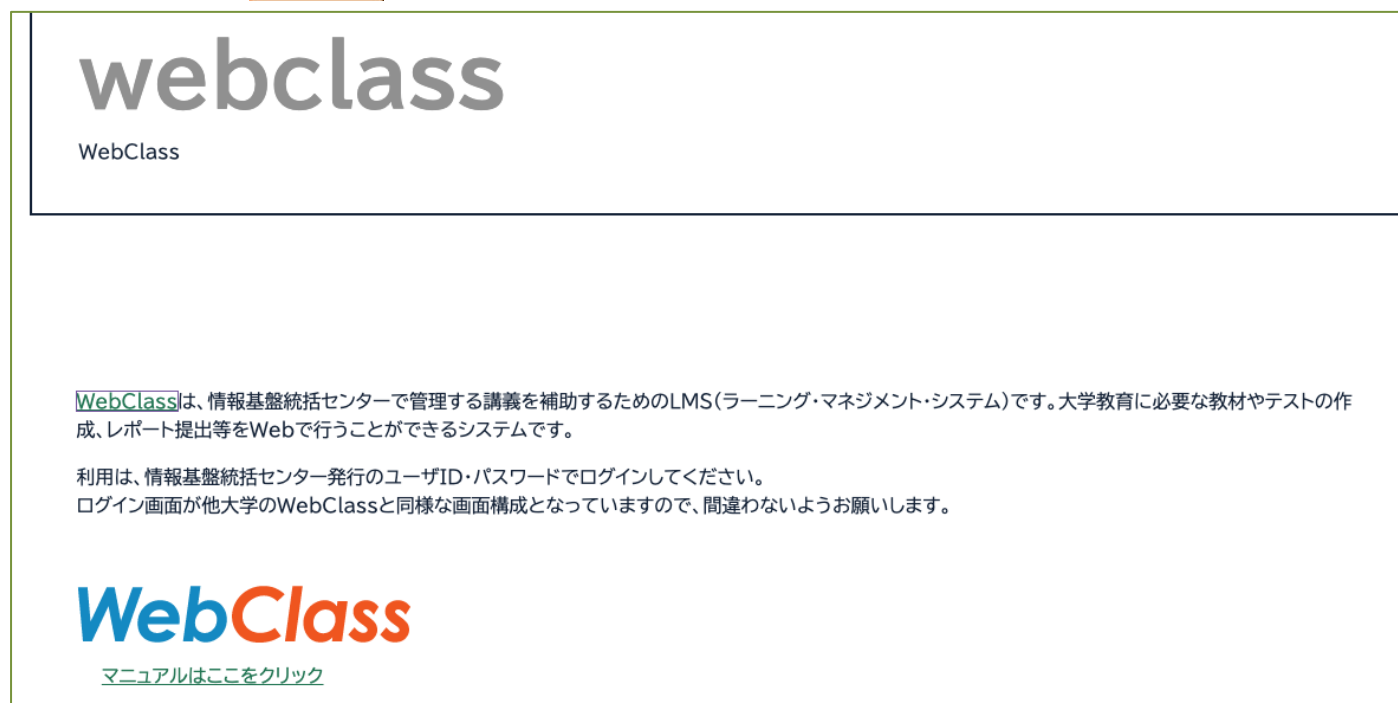 webclass
WebClass
WebClassは、情報基盤統括センターで管理する講義を補助するためのLMS(ラーニング・マネジメント・システム)です。大学教育に必要な教材やテストの作
成、レポート提出等をWebで行うことができるシステムです。
利用は、情報基盤統括センター発行のユーザID・パスワードでログインしてください。
ログイン画面が他大学のWebClassと同様な画面構成となっていますので、間違わないようお願いします。
WebClass
マニュアルはここをクリック